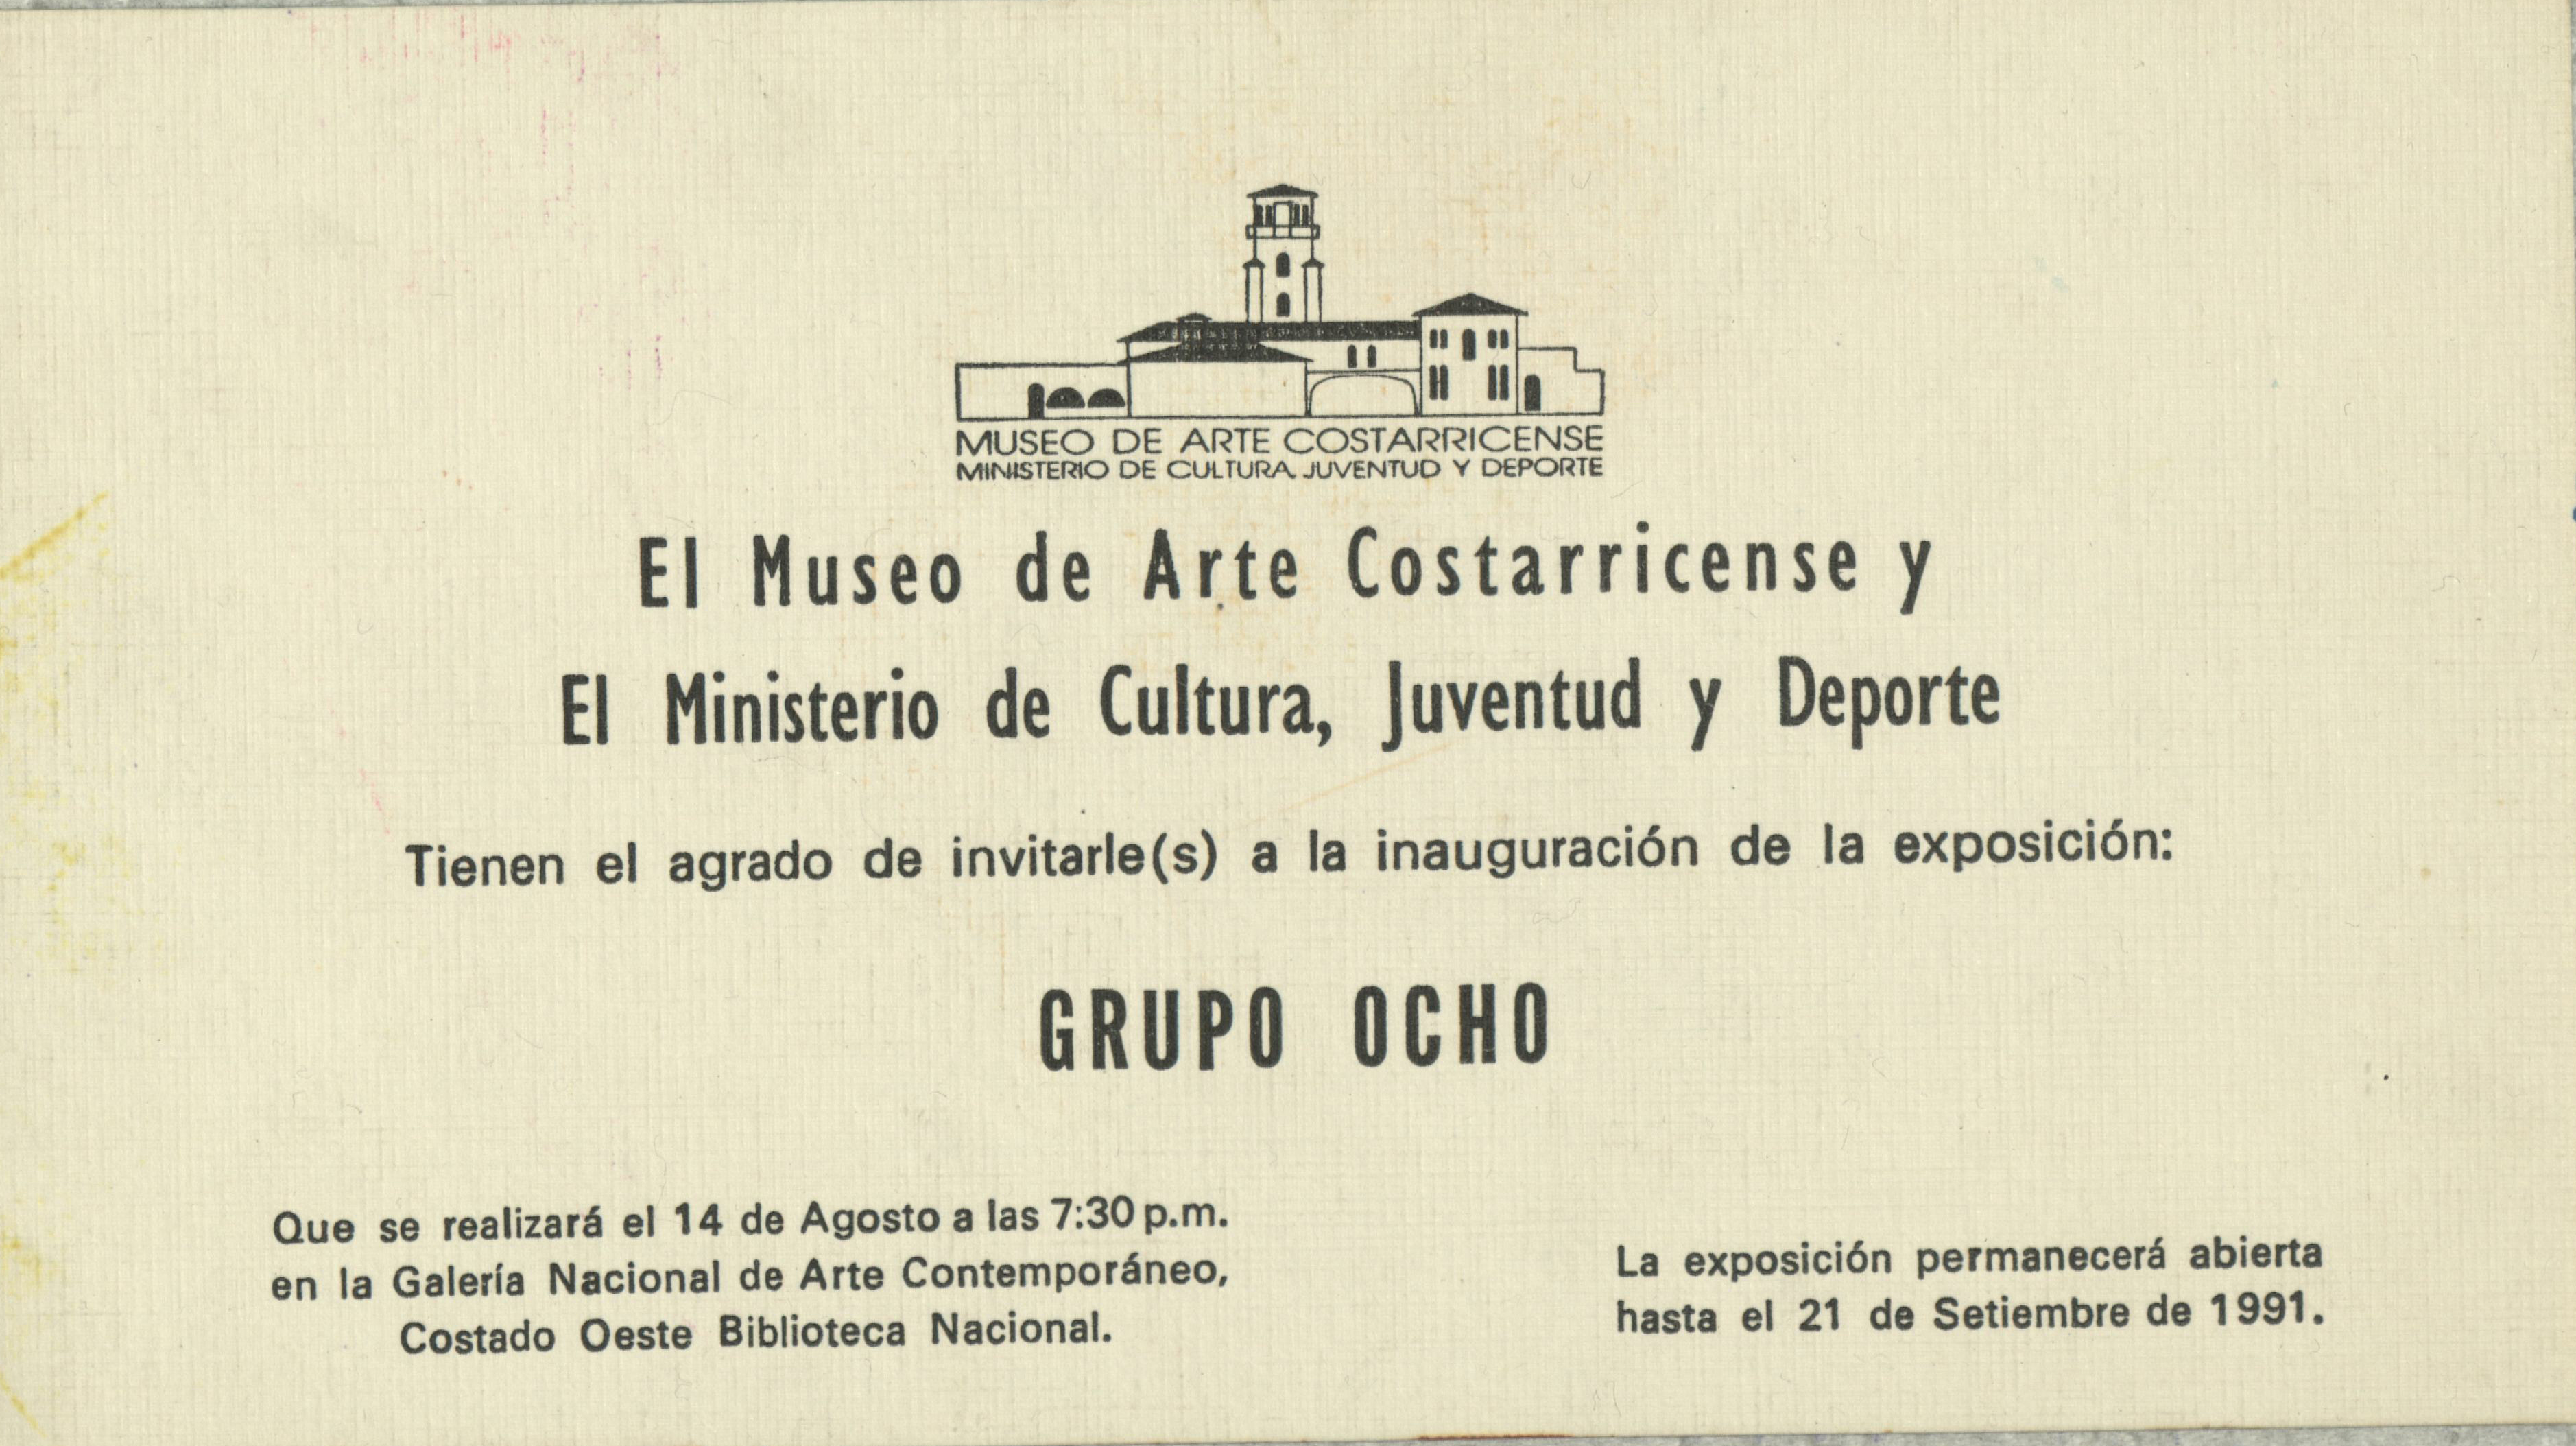 MUSEO DE ARTE COSTARRICENSE
MINISTERIO DE CULTURA JUVENTUD Y DEPORTE
El Museo de Arte Costarricense y
El Ministerio de Cultura, Juventud y Deporte
Tienen el agrado de invitarle(s) a la inauguración de la exposición:
GRUPO OCHO
Que se realizará el 14 de Agosto a las 7:30 p.m.
en la Galería Nacional de Arte Contemporáneo,
Costado Oeste Biblioteca Nacional.
La exposición permanecerá abierta
hasta el 21 de Setiembre de 1991.